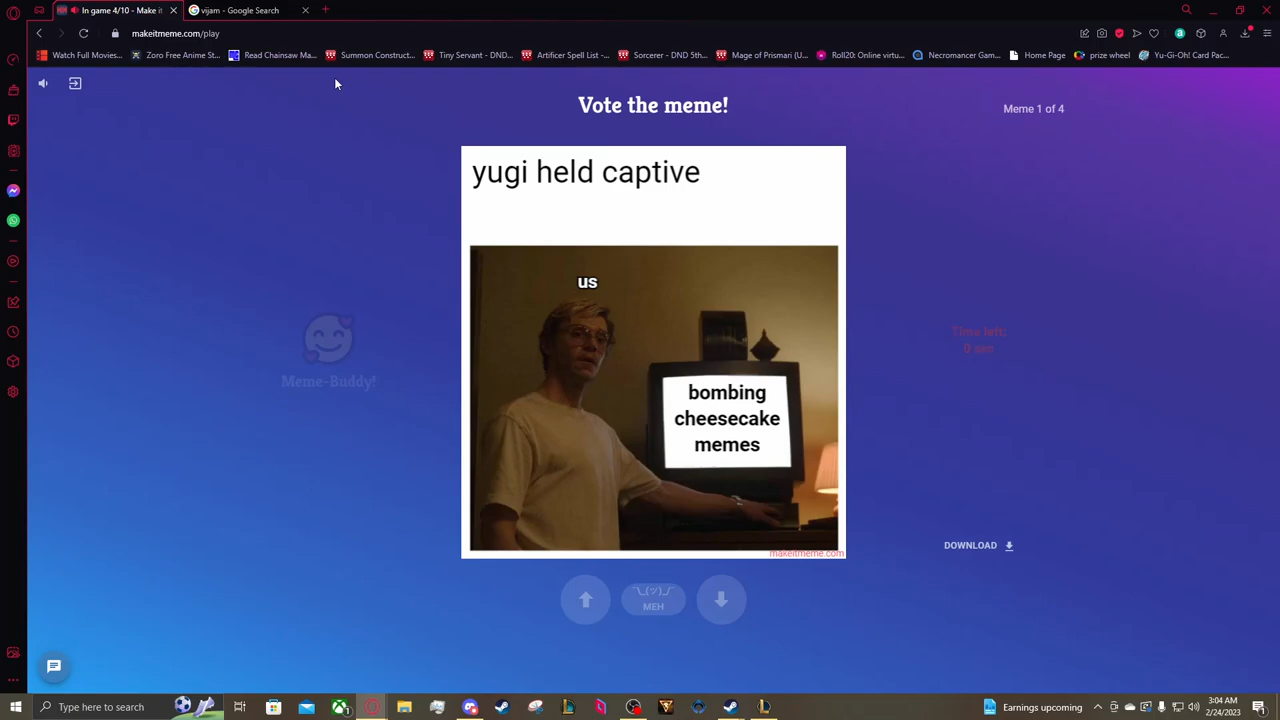 In game 4/10 - Make it
vijam - Google Search
makeitmeme.com/play
Watch Full Movies...
Zoro Free Anime St...
Read Chainsaw Ma...
Summon Construct...
Tiny Servant - DND...
Artificer Spell List -...
Sorcerer - DND 5th...
Mage of Prismari (U...
Roll20: Online virtu...
Necromancer Gam...
Home Page
prize wheel
Yu-Gi-Oh! Card Pac...
Vote the meme!
Meme 1 of 4
yugi held captive
us
bombing
cheesecake
memes
Meme-Buddy!
Time left:
0 sec
makeitmeme.com
DOWNLOAD
¯\_(ツ)_/¯
MEH
Type here to search
Earnings upcoming
3:04 AM
2/24/2023